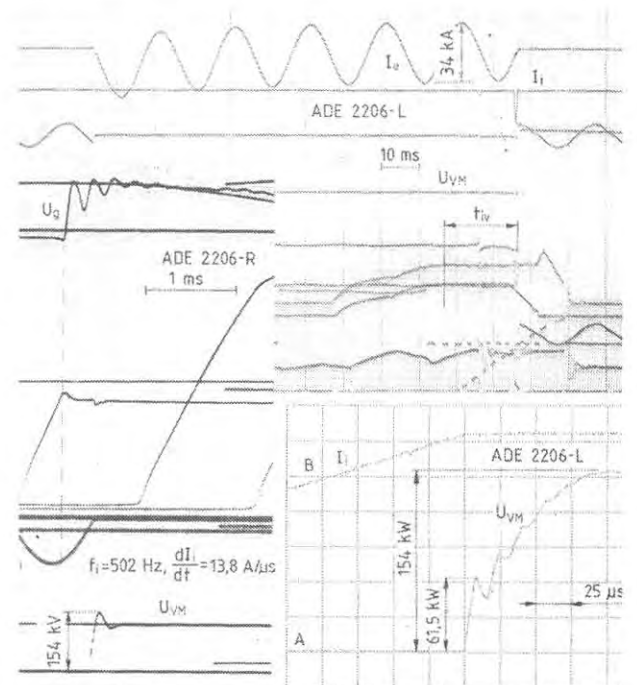 Iₑ
34 kA
Iᵢ
ADE 2206-L
10 ms
U_VM
U_g
t_iv
ADE 2206-R
1 ms
B Iᵢ
ADE 2206-L
U_VM
154 kW
61,5 kW
25 µs
A
fᵢ=502 Hz, dIᵢ/dt=13,8 A/µs
U_VM
154 kV